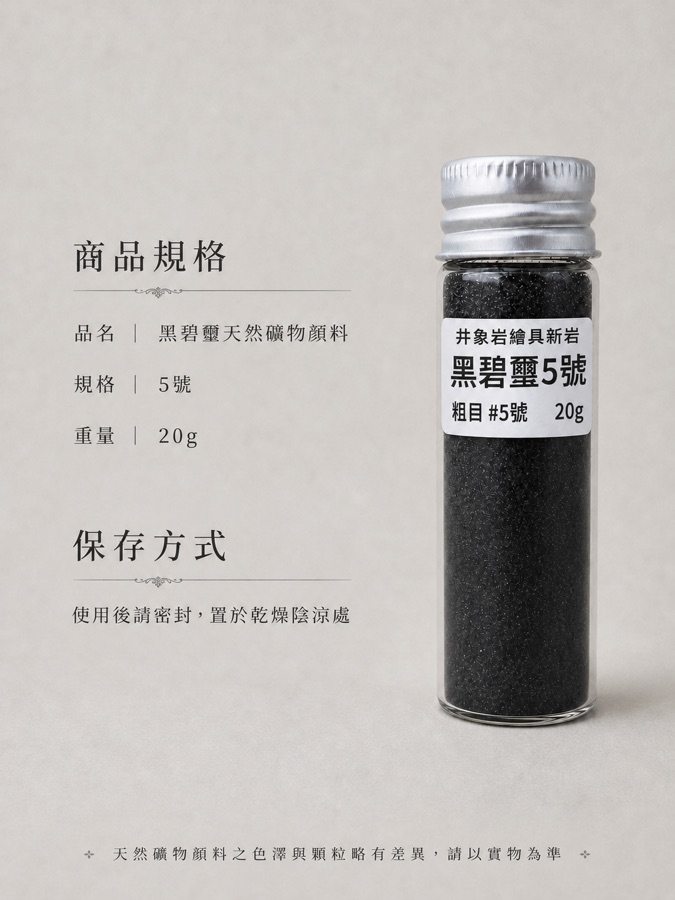 商品規格
品名｜黑碧璽天然礦物顏料
規格｜5號
重量｜20g
保存方式
使用後請密封，置於乾燥陰涼處
井象岩繪具新岩
黑碧璽5號
粗目 #5號 20g
天然礦物顏料之色澤與顆粒略有差異，請以實物為準